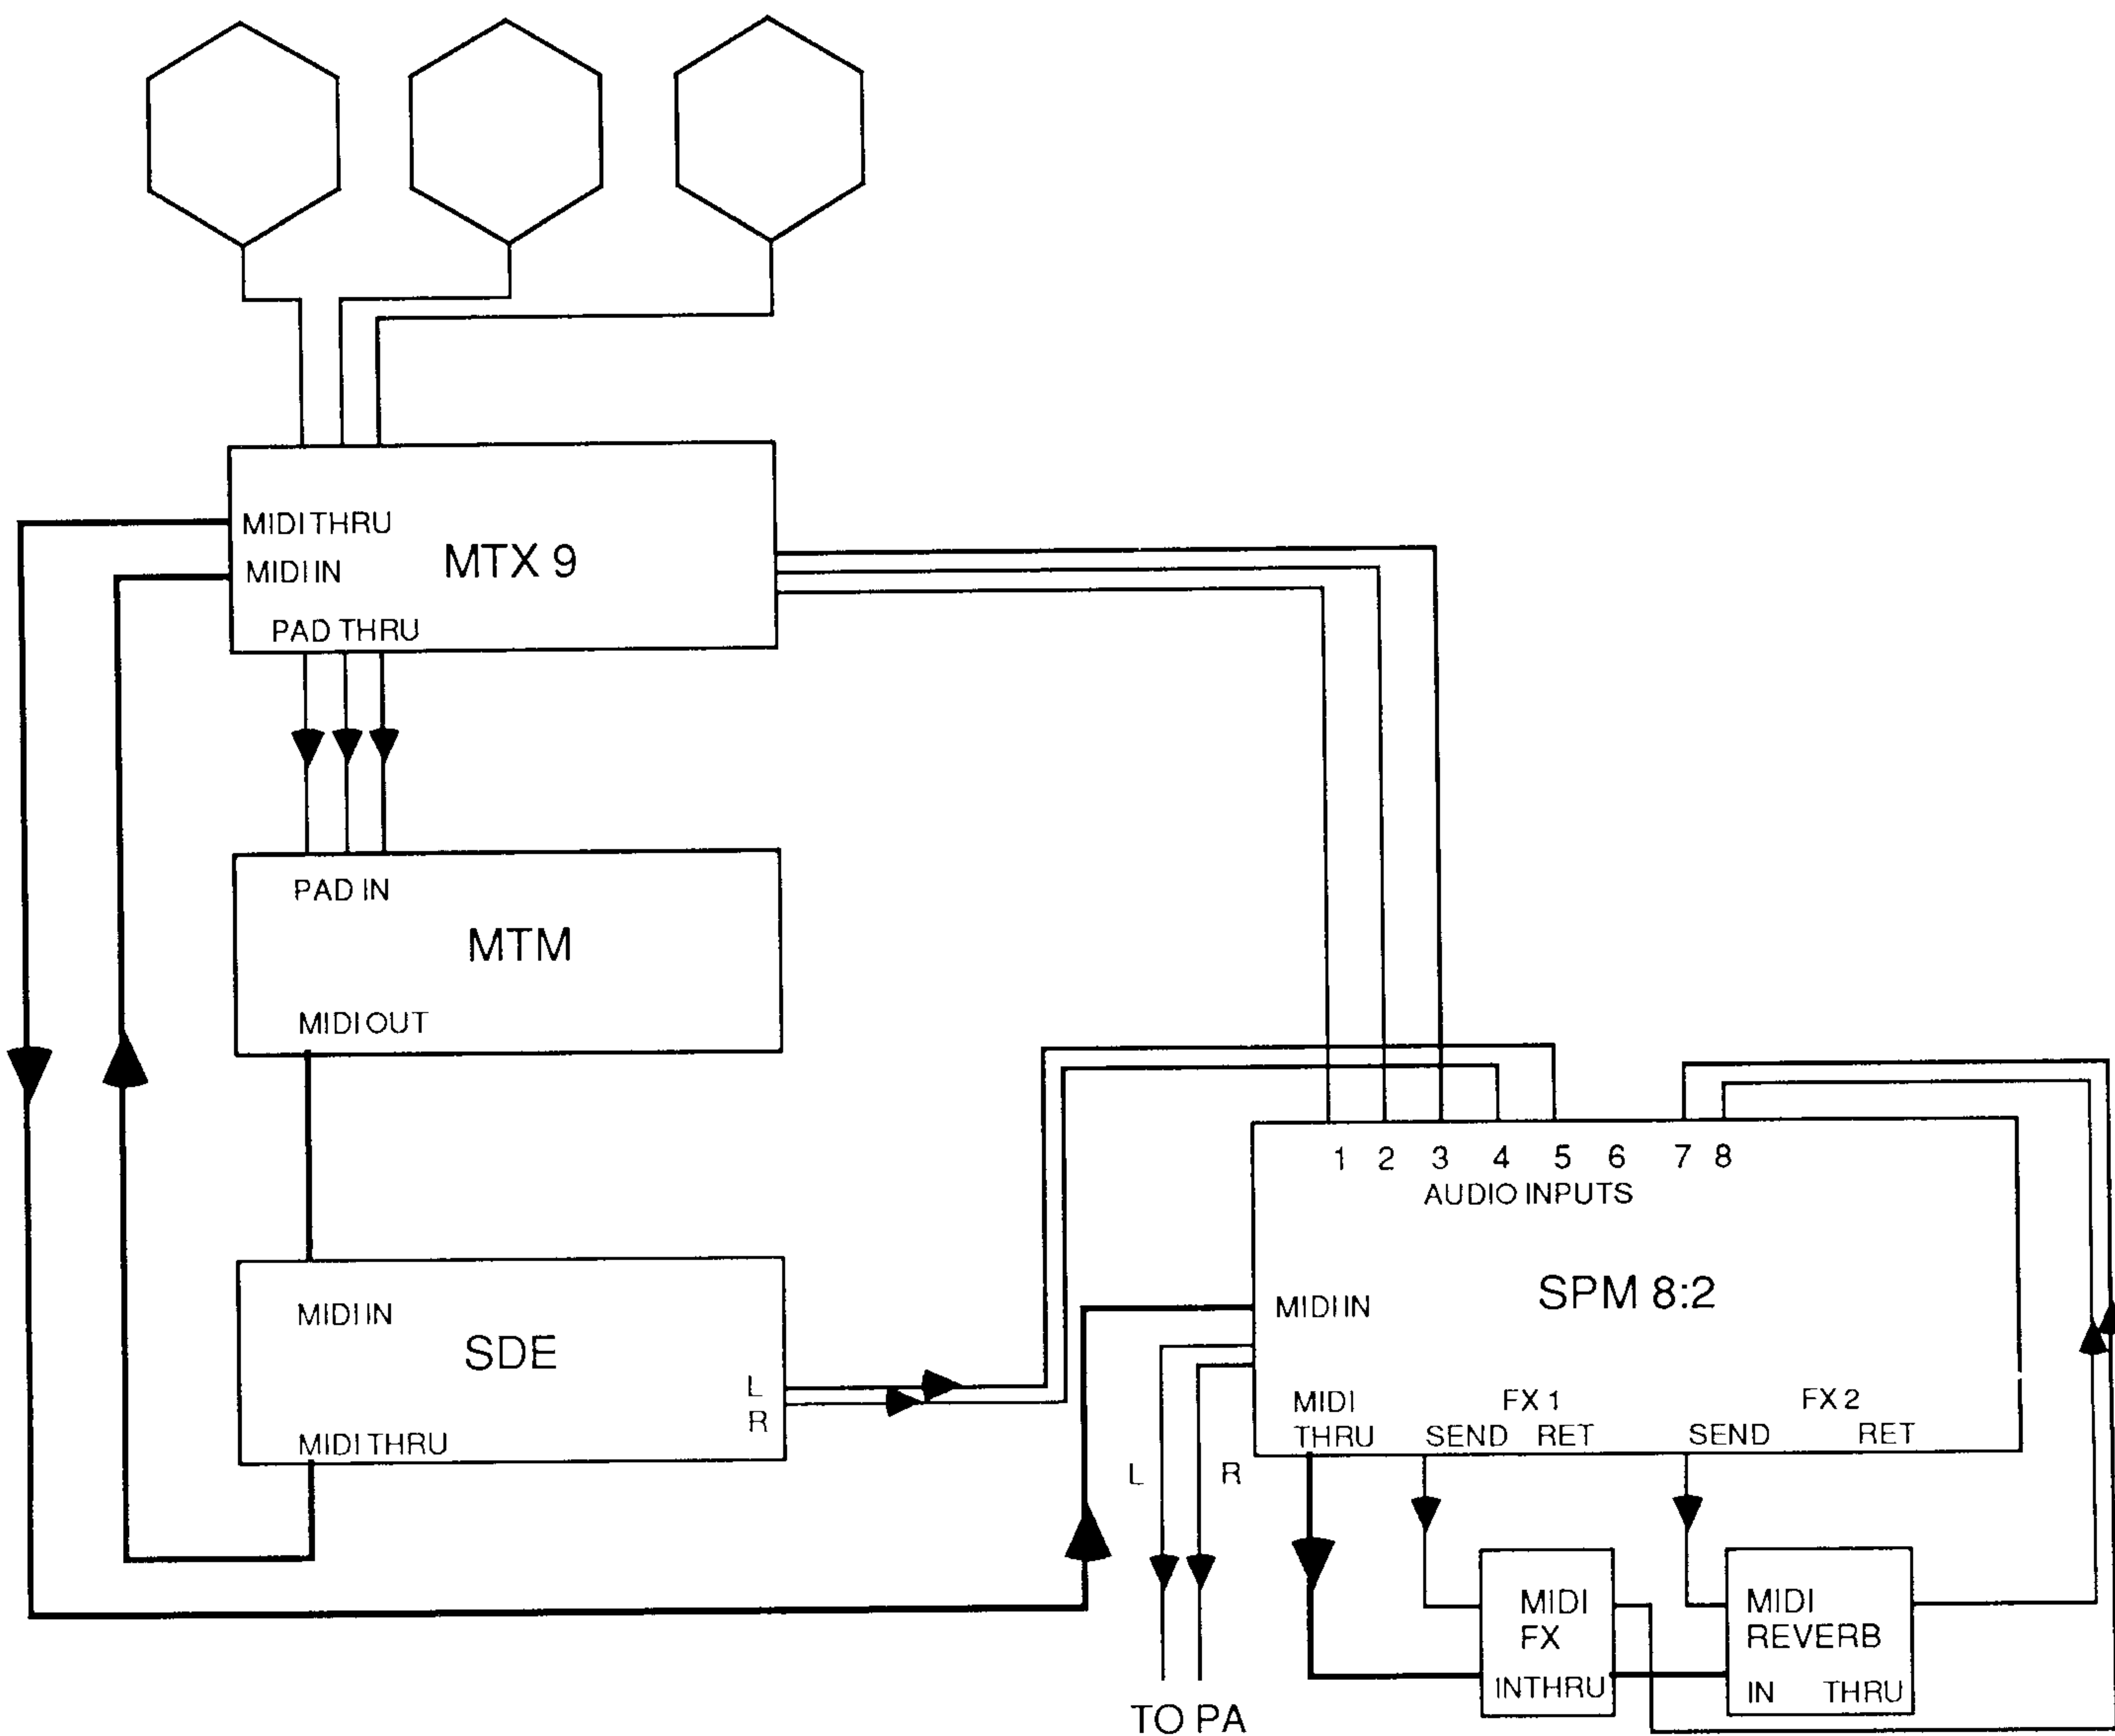 MIDI THRU
MTX 9
MIDI IN
PAD THRU
PAD IN
MTM
MIDI OUT
1 2 3 4 5 6 7 8
AUDIO INPUTS
SPM 8:2
MIDI IN
MIDI IN
SDE
L
R
MIDI THRU
MIDI
THRU
FX 1
SEND RET
FX 2
SEND RET
L R
MIDI
FX
IN THRU
MIDI
REVERB
IN THRU
TO PA